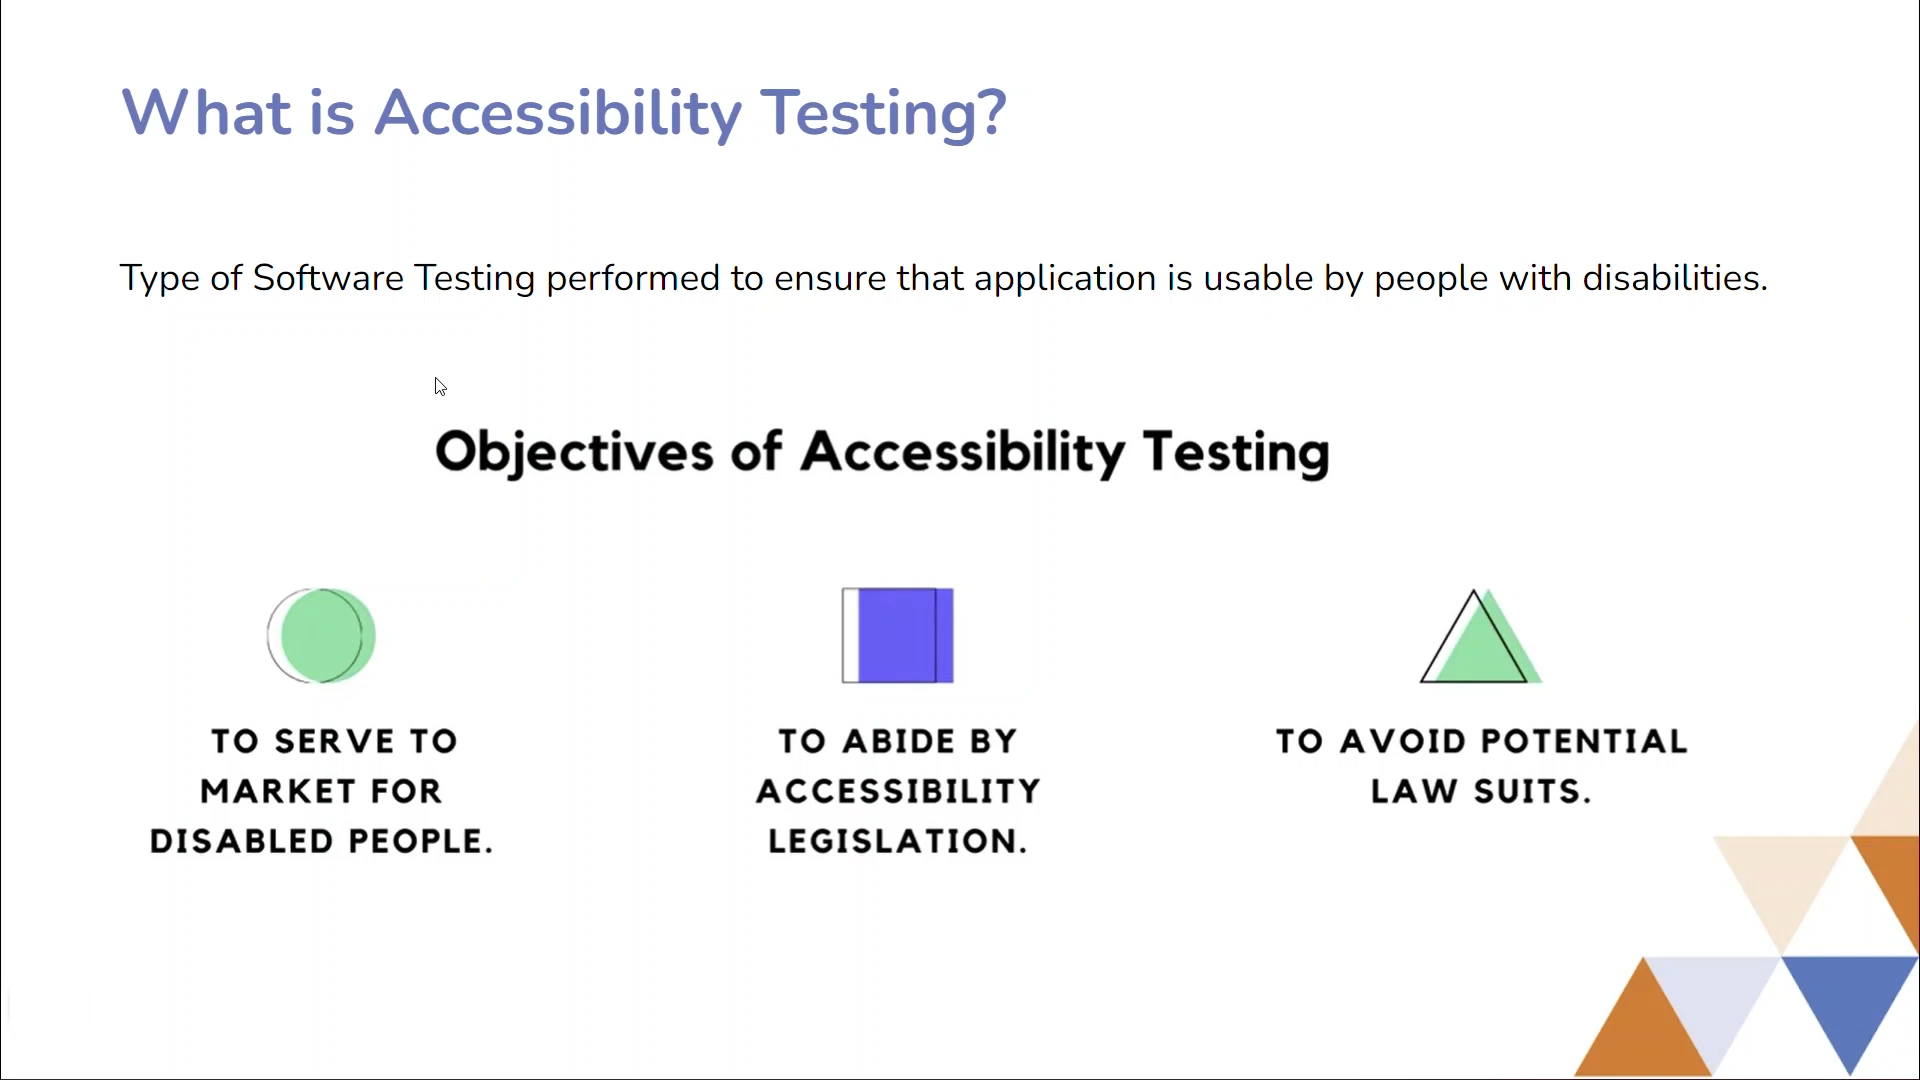 What is Accessibility Testing?
Type of Software Testing performed to ensure that application is usable by people with disabilities.
Objectives of Accessibility Testing
TO SERVE TO
MARKET FOR
DISABLED PEOPLE.
TO ABIDE BY
ACCESSIBILITY
LEGISLATION.
TO AVOID POTENTIAL
LAW SUITS.